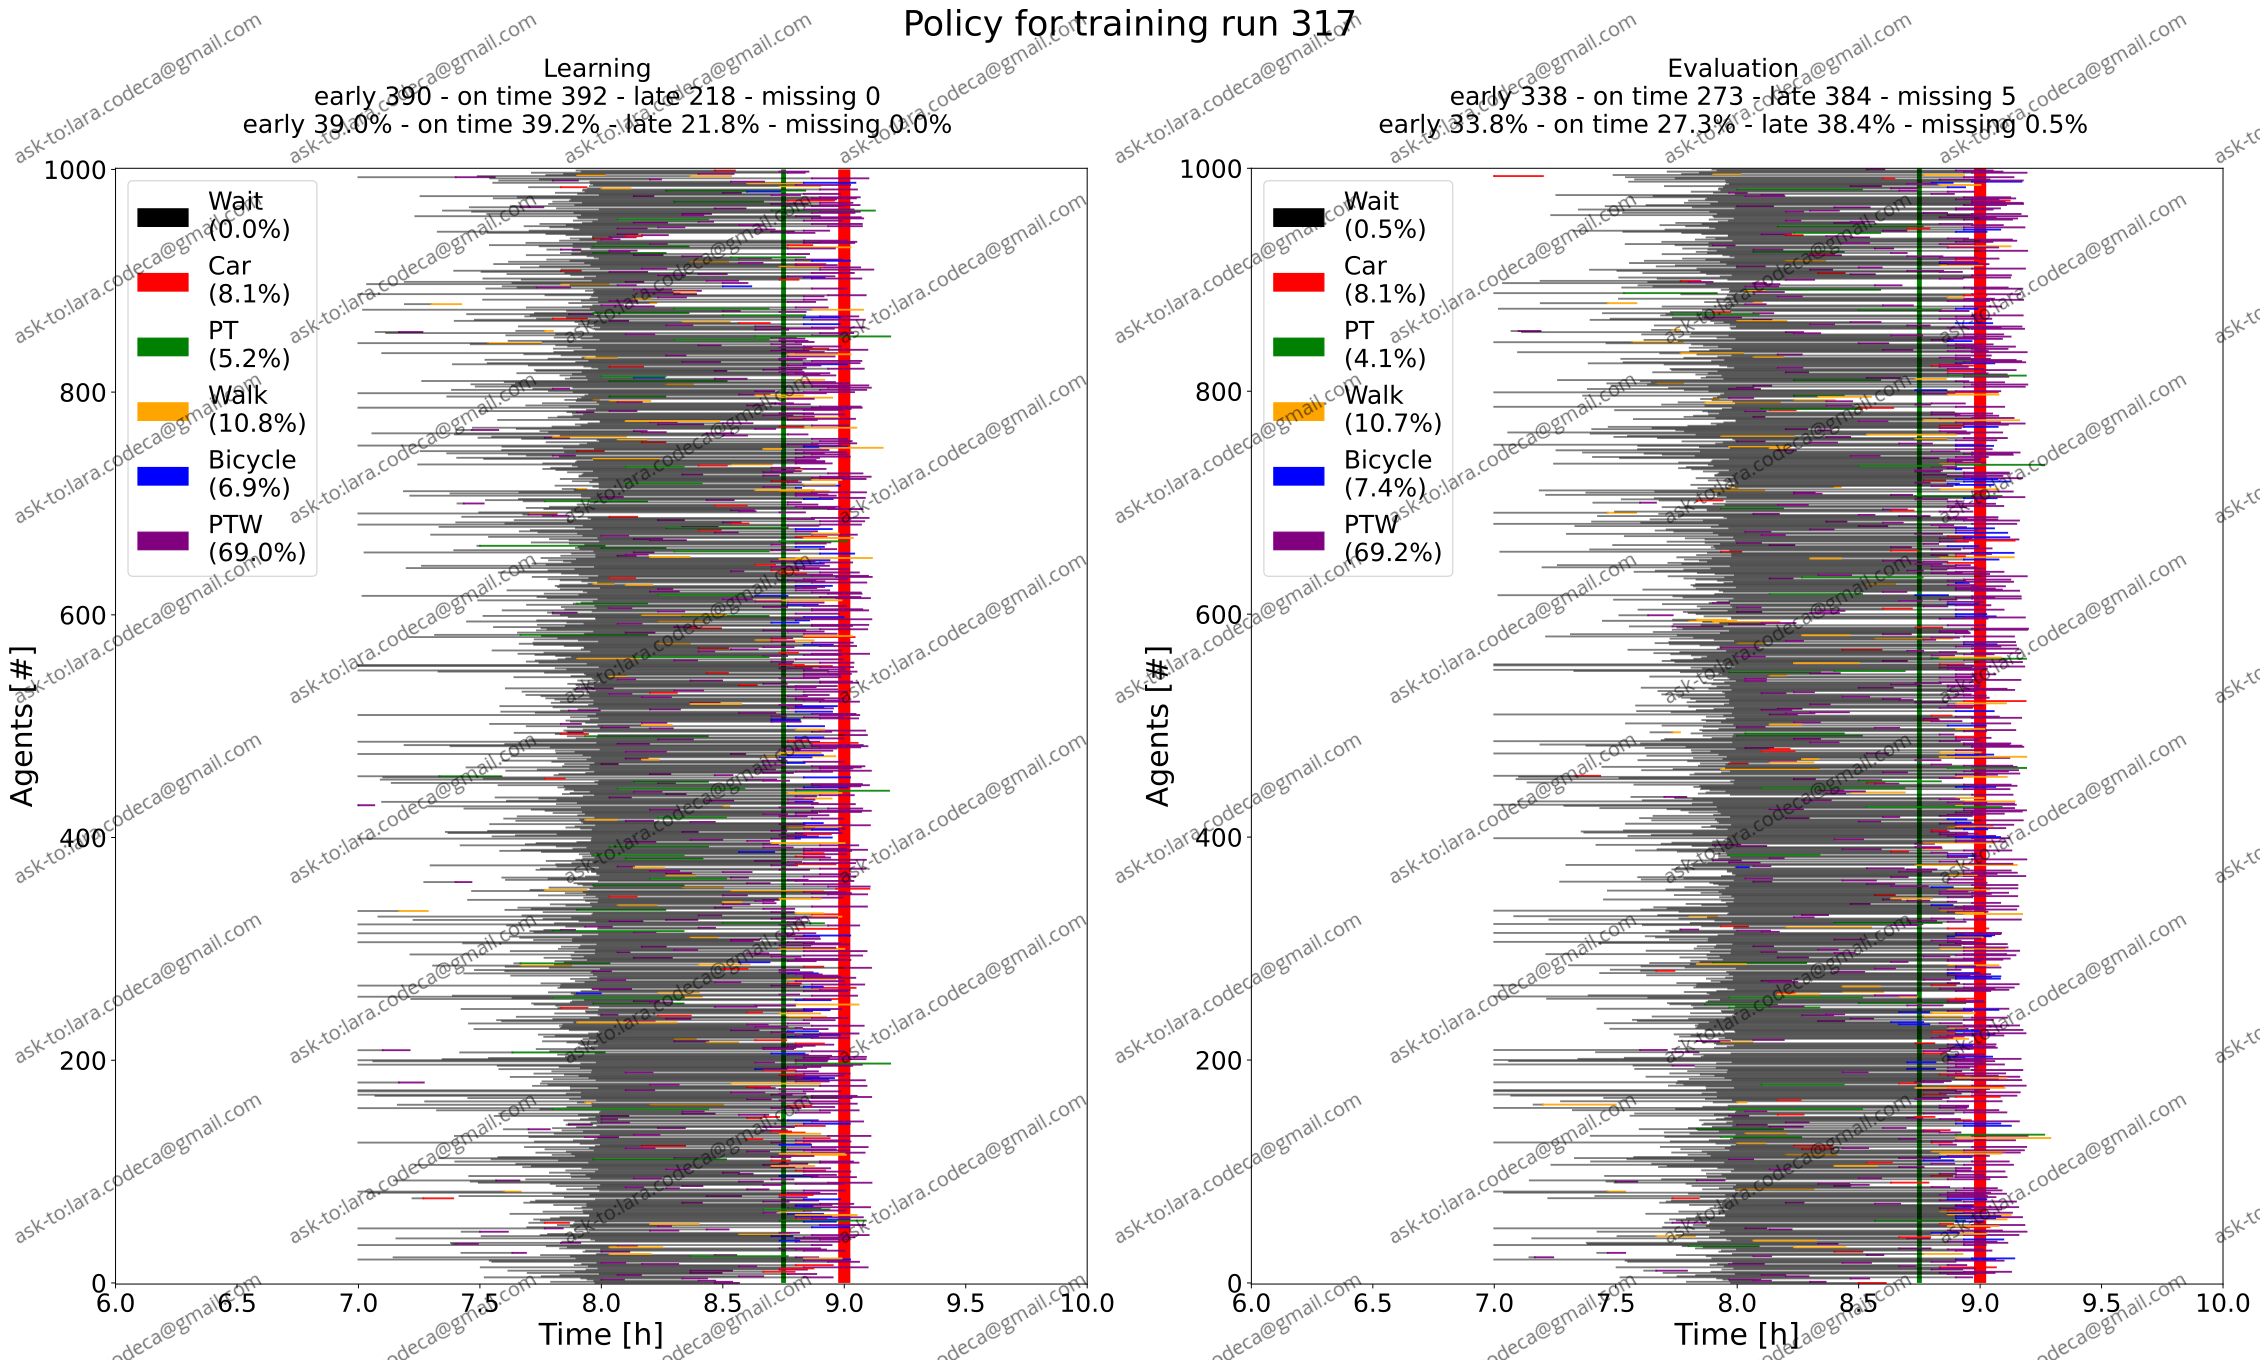 Policy for training run 317
Learning
early 390 - on time 392 - late 218 - missing 0
early 39.0% - on time 39.2% - late 21.8% - missing 0.0%
1000
800
600
400
200
0
Agents [#]
Wait
(0.0%)
Car
(8.1%)
PT
(5.2%)
Walk
(10.8%)
Bicycle
(6.9%)
PTW
(69.0%)
6.0 6.5 7.0 7.5 8.0 8.5 9.0 9.5 10.0
Time [h]
Evaluation
early 338 - on time 273 - late 384 - missing 5
early 33.8% - on time 27.3% - late 38.4% - missing 0.5%
1000
800
600
400
200
0
Agents [#]
Wait
(0.5%)
Car
(8.1%)
PT
(4.1%)
Walk
(10.7%)
Bicycle
(7.4%)
PTW
(69.2%)
6.0 6.5 7.0 7.5 8.0 8.5 9.0 9.5 10.0
Time [h]
ask-to:lara.codeca@gmail.com